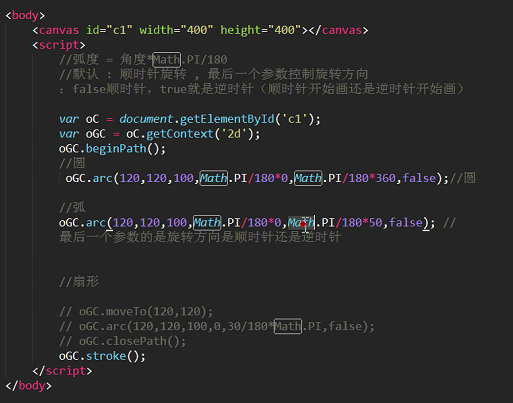 <body>
<canvas id="c1" width="400" height="400"></canvas>
<script>
//弧度 = 角度*Math.PI/180
//默认 : 顺时针旋转 , 最后一个参数控制旋转方向
: false顺时针, true就是逆时针（顺时针开始画还是逆时针开始画）
var oC = document.getElementById('c1');
var oGC = oC.getContext('2d');
oGC.beginPath();
//圆
oGC.arc(120,120,100,Math.PI/180*0,Math.PI/180*360,false);//圆
//弧
oGC.arc(120,120,100,Math.PI/180*0,Math.PI/180*50,false); //
最后一个参数的是旋转方向是顺时针还是逆时针
//扇形
// oGC.moveTo(120,120);
// oGC.arc(120,120,100,0,30/180*Math.PI,false);
// oGC.closePath();
oGC.stroke();
</script>
</body>